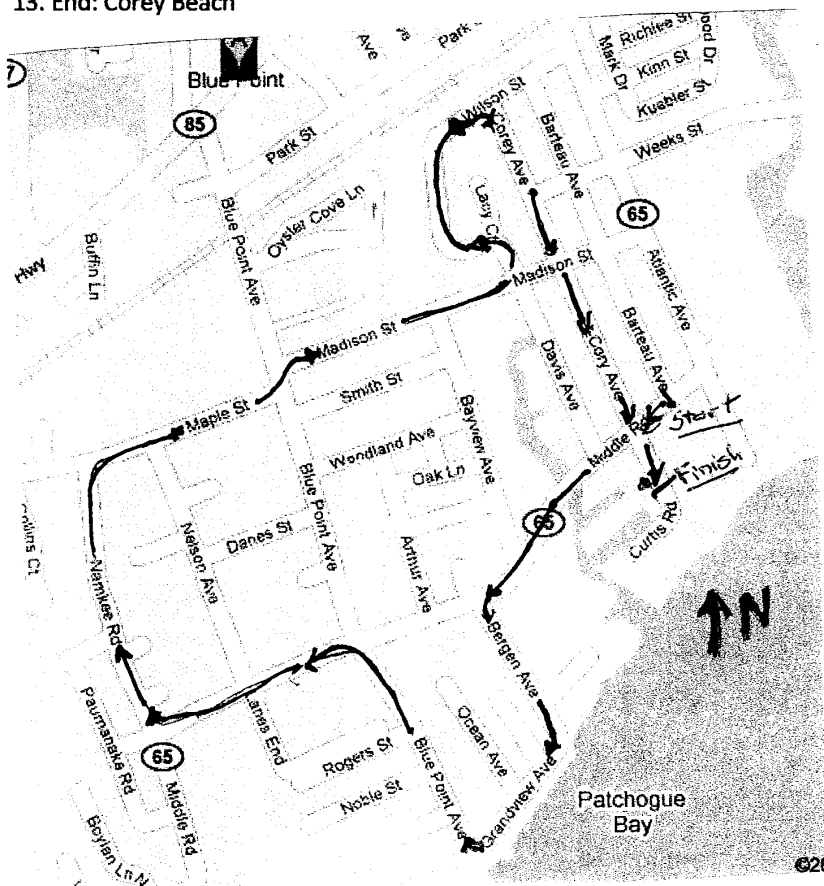 13. End: Corey Beach
Ave
Park
Richlee St
Mark Dr
Kinn St
Kuebler St
Weeks St
Blue Point
85
Park St
Wilson St
Corey Ave
Barteau Ave
65
Blue Point Ave
Oyster Cove Ln
Hwy
Buffin Ln
Madison St
Atlantic Ave
Madison St
Davis Ave
Cory Ave
Barteau Ave
Smith St
Maple St
Start
Bayview Ave
Middle Rd
Woodland Ave
Oak Ln
Finish
Blue Point Ave
65
Nelson Ave
Danes St
Curtis Rd
Arthur Ave
Namkee Rd
N
Bergen Ave
Paumanake Rd
65
Rogers St
Ocean Ave
Middle Rd
Noble St
Blue Point Ave
Grandview Ave
Patchogue
Bay
Boylan Ln N